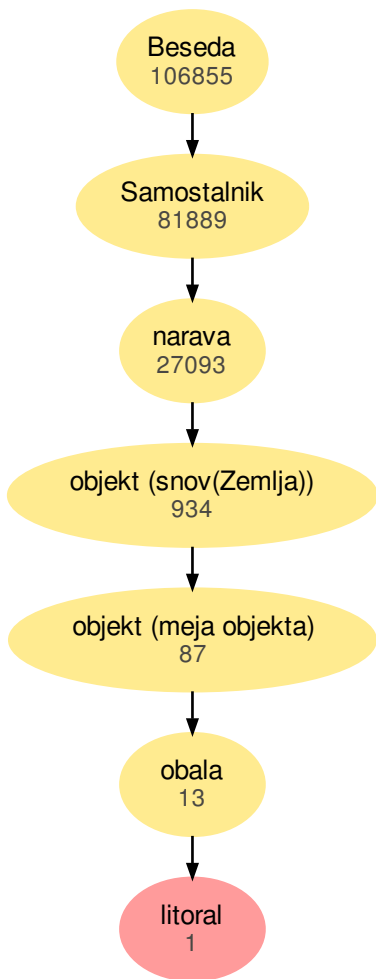 Beseda
106855
Samostalnik
81889
narava
27093
objekt (snov(Zemlja))
934
objekt (meja objekta)
87
obala
13
litoral
1